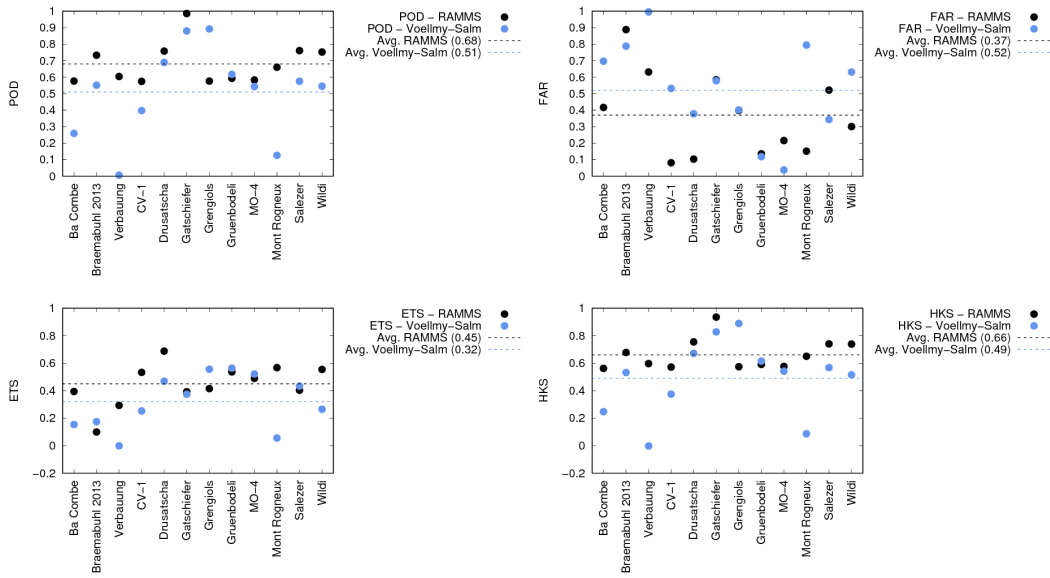 POD − RAMMS
POD − Voellmy−Salm
Avg. RAMMS (0.68)
Avg. Voellmy−Salm (0.51)
POD
1
0.9
0.8
0.7
0.6
0.5
0.4
0.3
0.2
0.1
0
Ba Combe
Braemabuhl 2013
Verbauung
CV−1
Drusatscha
Gatschiefer
Grengiols
Gruenbodeli
MO−4
Mont Rogneux
Salezer
Wildi
FAR − RAMMS
FAR − Voellmy−Salm
Avg. RAMMS (0.37)
Avg. Voellmy−Salm (0.52)
FAR
1
0.9
0.8
0.7
0.6
0.5
0.4
0.3
0.2
0.1
0
Ba Combe
Braemabuhl 2013
Verbauung
CV−1
Drusatscha
Gatschiefer
Grengiols
Gruenbodeli
MO−4
Mont Rogneux
Salezer
Wildi
ETS − RAMMS
ETS − Voellmy−Salm
Avg. RAMMS (0.45)
Avg. Voellmy−Salm (0.32)
ETS
1
0.8
0.6
0.4
0.2
0
−0.2
Ba Combe
Braemabuhl 2013
Verbauung
CV−1
Drusatscha
Gatschiefer
Grengiols
Gruenbodeli
MO−4
Mont Rogneux
Salezer
Wildi
HKS − RAMMS
HKS − Voellmy−Salm
Avg. RAMMS (0.66)
Avg. Voellmy−Salm (0.49)
HKS
1
0.8
0.6
0.4
0.2
0
−0.2
Ba Combe
Braemabuhl 2013
Verbauung
CV−1
Drusatscha
Gatschiefer
Grengiols
Gruenbodeli
MO−4
Mont Rogneux
Salezer
Wildi